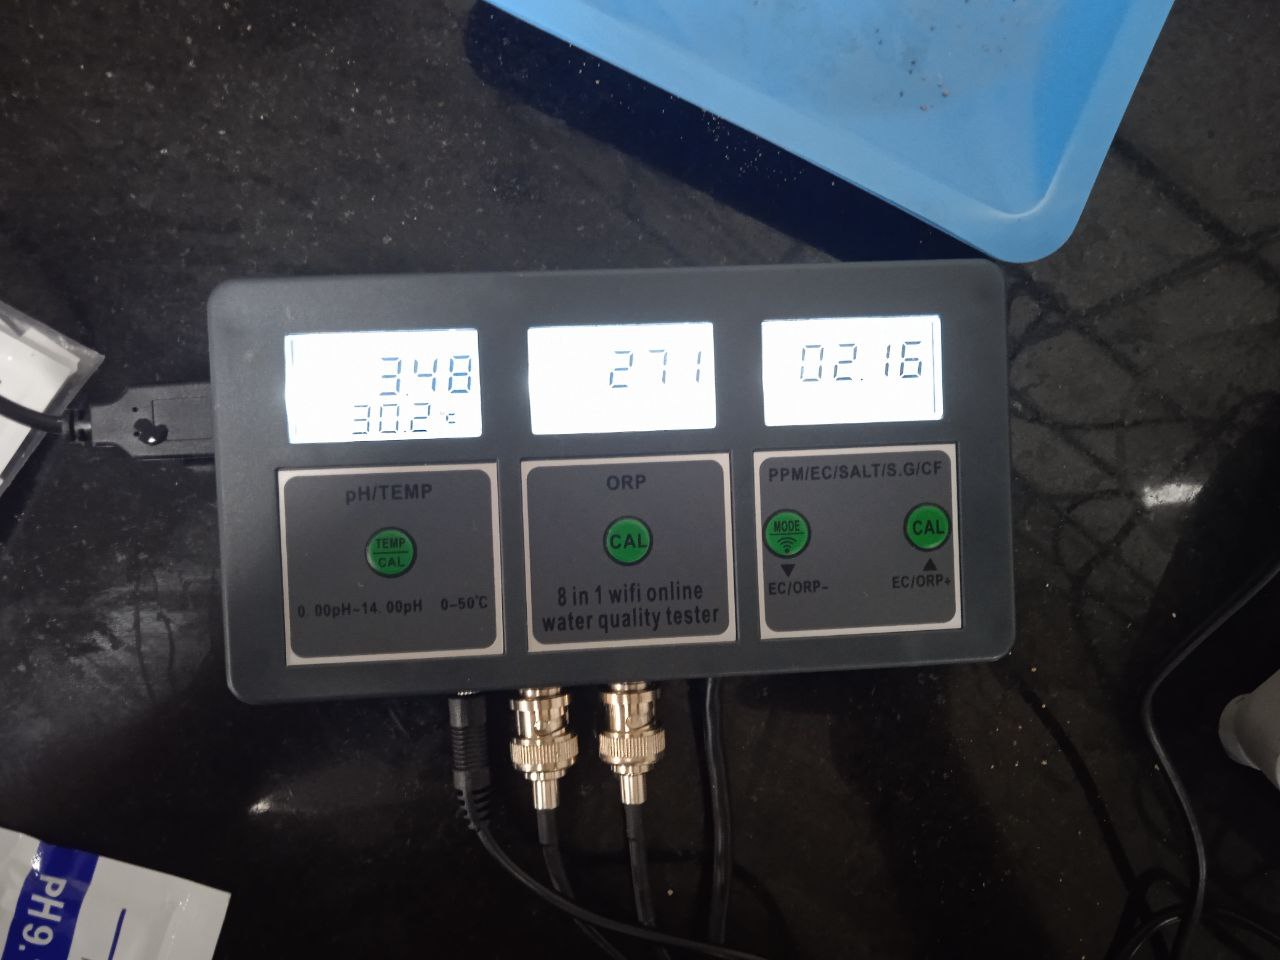 3.48
30.2 ℃
271
02.16
pH/TEMP
TEMP
CAL
0.00pH~14.00pH 0~50℃
ORP
CAL
8 in 1 wifi online
water quality tester
PPM/EC/SALT/S.G/CF
MODE
CAL
EC/ORP-
EC/ORP+
PH9.